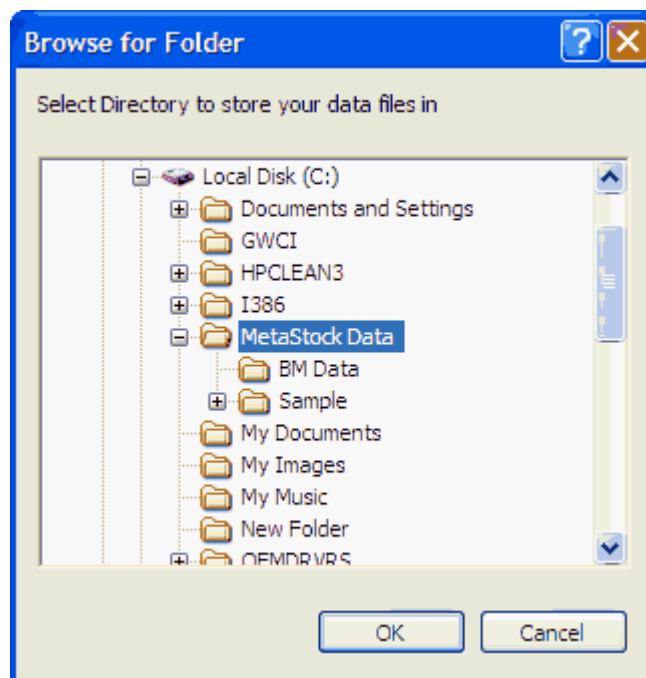 Browse for Folder
Select Directory to store your data files in
Local Disk (C:)
Documents and Settings
GWCI
HPCLEAN3
I386
MetaStock Data
BM Data
Sample
My Documents
My Images
My Music
New Folder
OEMDRVRS
OK Cancel